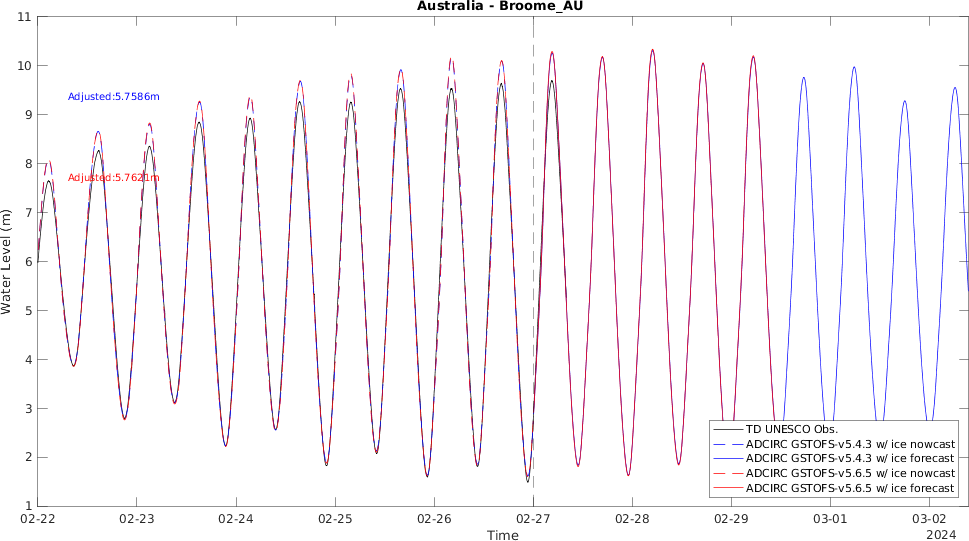 Australia - Broome_AU
11
10
9
8
7
6
5
4
3
2
1
Water Level (m)
Adjusted:5.7586m
Adjusted:5.7621m
TD UNESCO Obs.
ADCIRC GSTOFS-v5.4.3 w/ ice nowcast
ADCIRC GSTOFS-v5.4.3 w/ ice forecast
ADCIRC GSTOFS-v5.6.5 w/ ice nowcast
ADCIRC GSTOFS-v5.6.5 w/ ice forecast
02-22 02-23 02-24 02-25 02-26 02-27 02-28 02-29 03-01 03-02
Time
2024